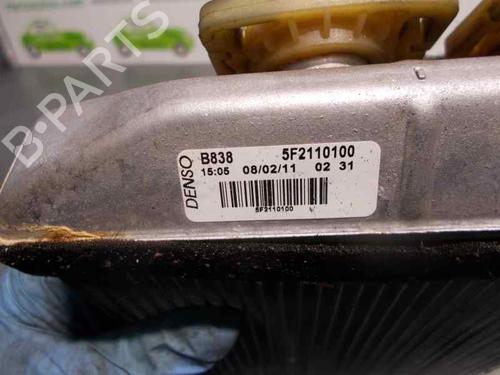 B-PARTS
DENSO
B838 5F2110100
15:05 08/02/11 02 31
5F2110100